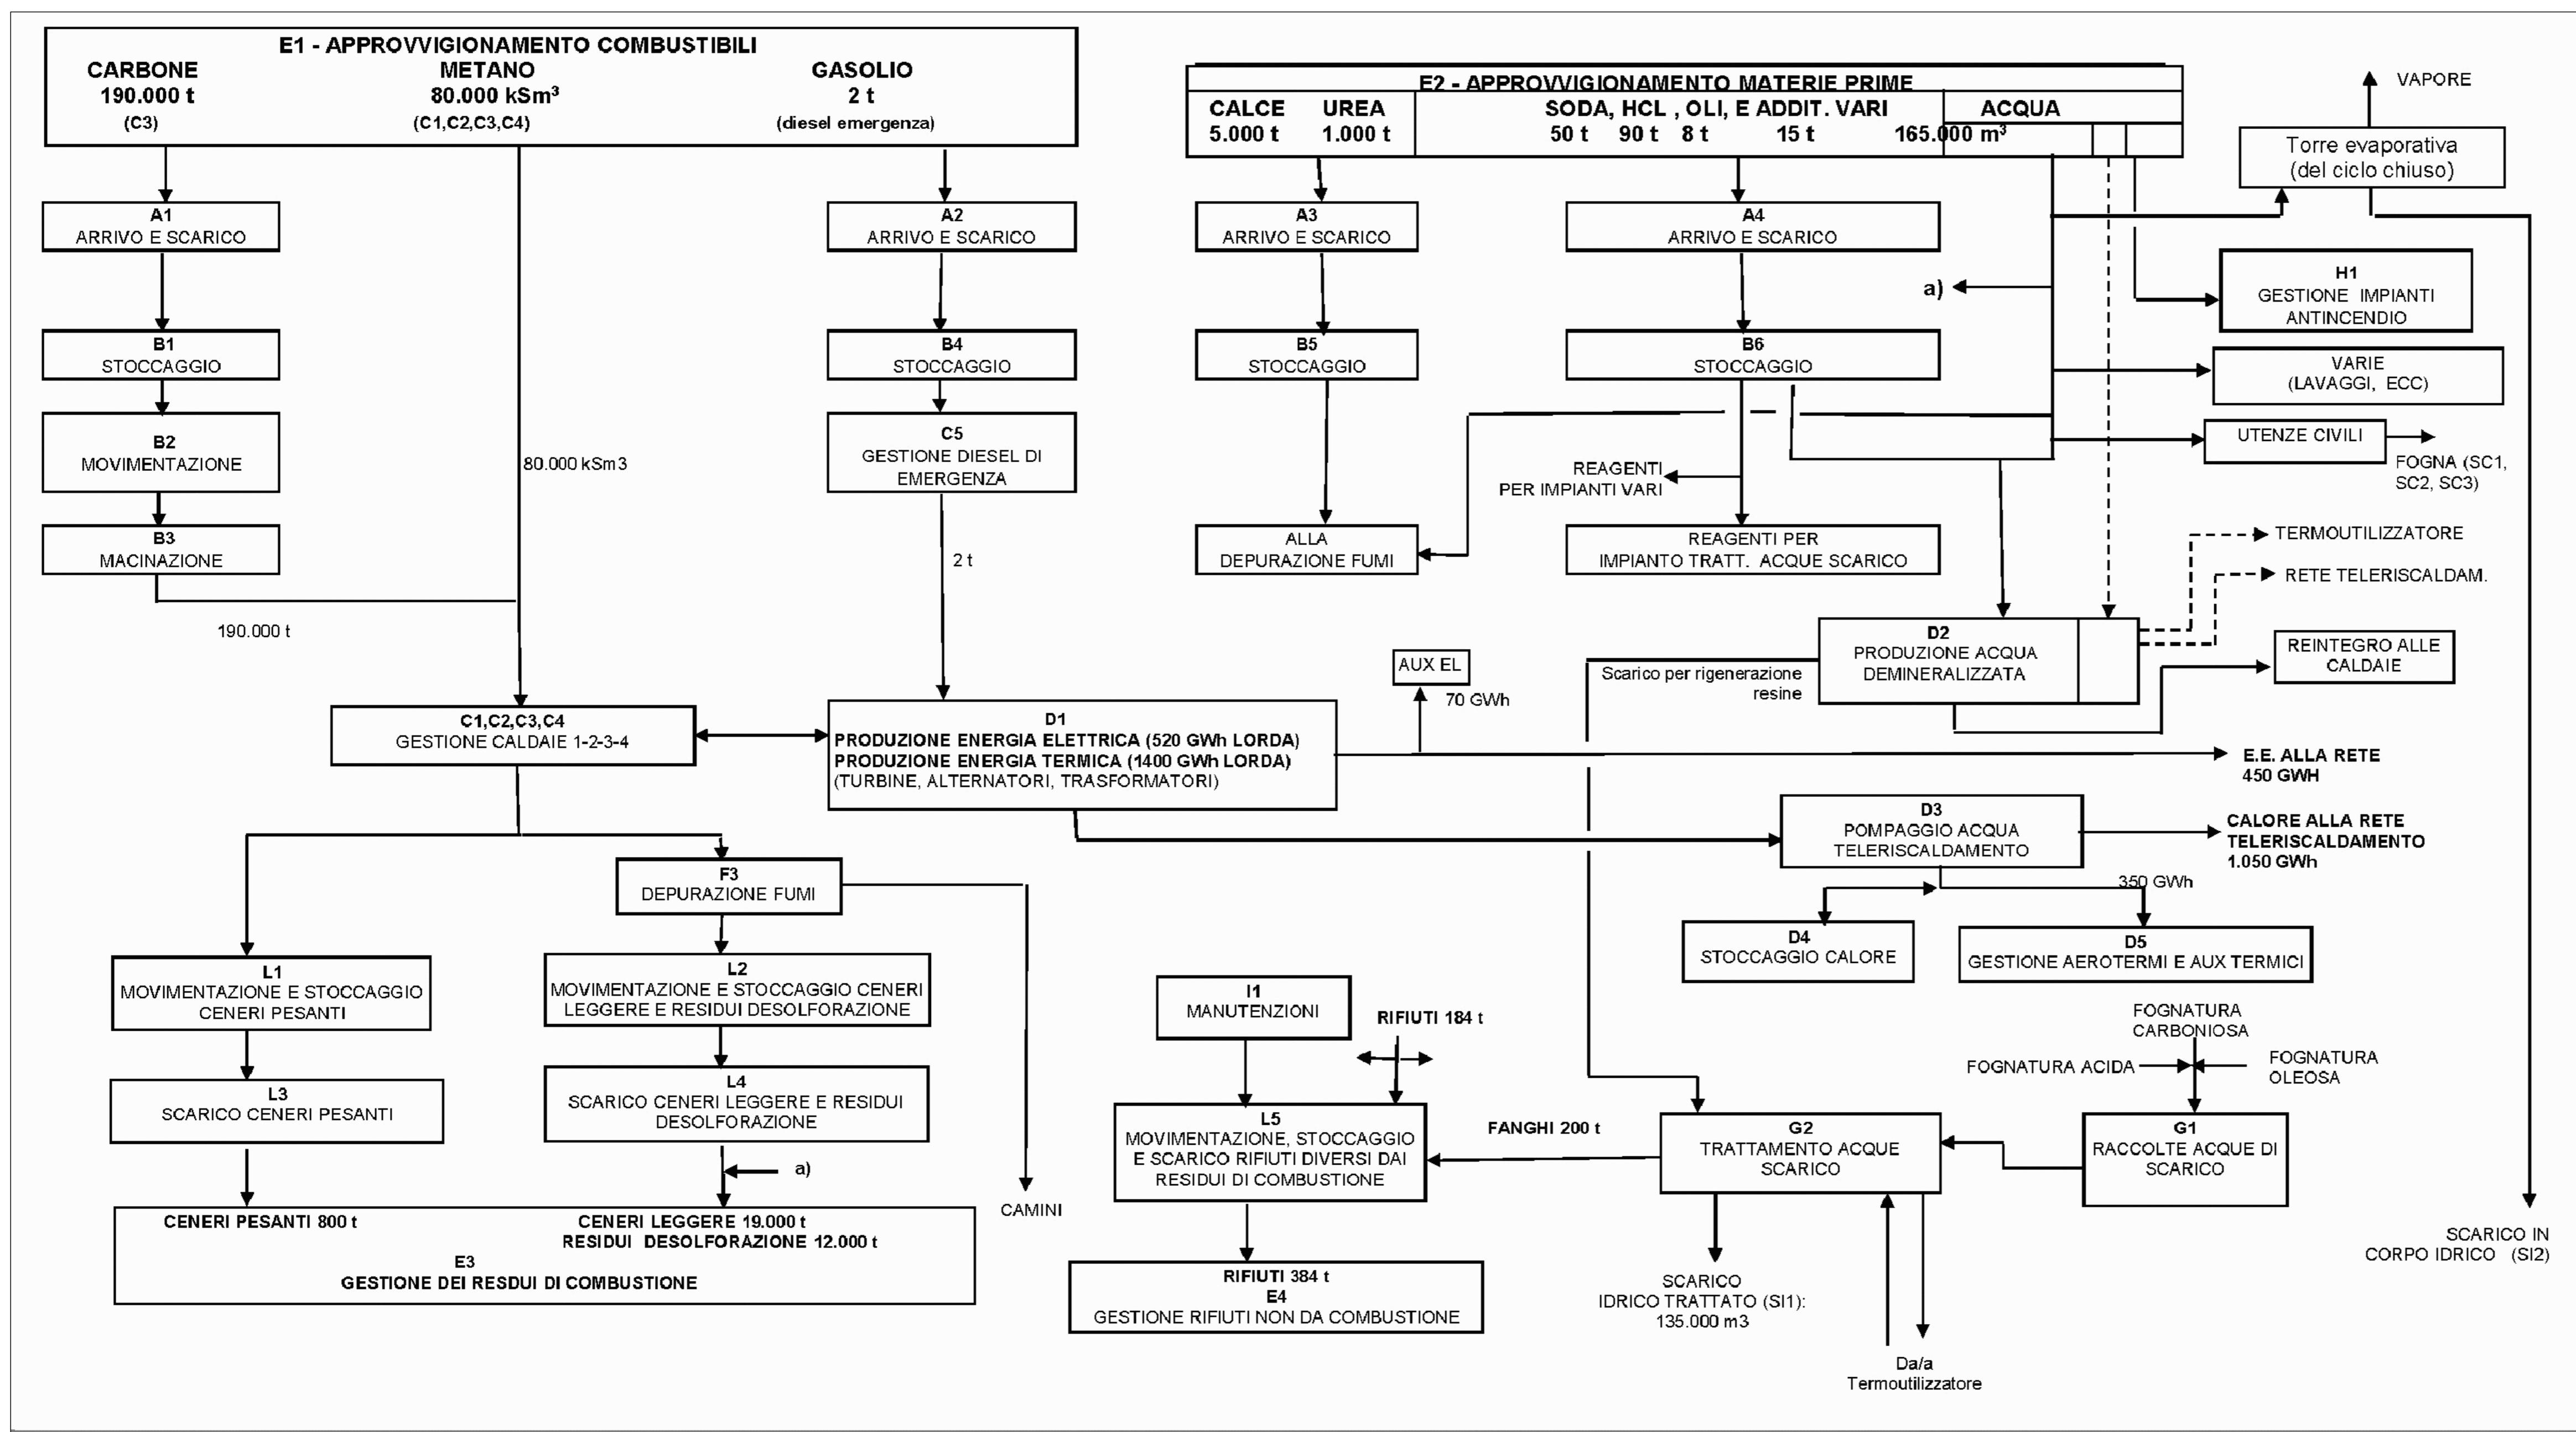 E1 - APPROVVIGIONAMENTO COMBUSTIBILI
CARBONE METANO GASOLIO
190.000 t 80.000 kSm³ 2 t
(C3) (C1,C2,C3,C4) (diesel emergenza)
E2 - APPROVVIGIONAMENTO MATERIE PRIME
CALCE UREA SODA, HCL , OLI, E ADDIT. VARI ACQUA
5.000 t 1.000 t 50 t 90 t 8 t 15 t 165.000 m³
VAPORE
Torre evaporativa
(del ciclo chiuso)
A1
ARRIVO E SCARICO
A2
ARRIVO E SCARICO
A3
ARRIVO E SCARICO
A4
ARRIVO E SCARICO
a)
H1
GESTIONE IMPIANTI
ANTINCENDIO
B1
STOCCAGGIO
B4
STOCCAGGIO
B5
STOCCAGGIO
B6
STOCCAGGIO
VARIE
(LAVAGGI, ECC)
B2
MOVIMENTAZIONE
80.000 kSm3
C5
GESTIONE DIESEL DI
EMERGENZA
REAGENTI
PER IMPIANTI VARI
UTENZE CIVILI
FOGNA (SC1,
SC2, SC3)
B3
MACINAZIONE
190.000 t
2 t
ALLA
DEPURAZIONE FUMI
REAGENTI PER
IMPIANTO TRATT. ACQUE SCARICO
TERMOUTILIZZATORE
RETE TELERISCALDAM.
D2
PRODUZIONE ACQUA
DEMINERALIZZATA
Scarico per rigenerazione
resine
REINTEGRO ALLE
CALDAIE
AUX EL
70 GWh
C1,C2,C3,C4
GESTIONE CALDAIE 1-2-3-4
D1
PRODUZIONE ENERGIA ELETTRICA (520 GWh LORDA)
PRODUZIONE ENERGIA TERMICA (1400 GWh LORDA)
(TURBINE, ALTERNATORI, TRASFORMATORI)
E.E. ALLA RETE
450 GWH
D3
POMPAGGIO ACQUA
TELERISCALDAMENTO
CALORE ALLA RETE
TELERISCALDAMENTO
1.050 GWh
350 GWh
F3
DEPURAZIONE FUMI
D4
STOCCAGGIO CALORE
D5
GESTIONE AEROTERMI E AUX TERMICI
L1
MOVIMENTAZIONE E STOCCAGGIO
CENERI PESANTI
L2
MOVIMENTAZIONE E STOCCAGGIO CENERI
LEGGERE E RESIDUI DESOLFORAZIONE
I1
MANUTENZIONI
RIFIUTI 184 t
FOGNATURA
CARBONIOSA
FOGNATURA ACIDA
FOGNATURA
OLEOSA
L3
SCARICO CENERI PESANTI
L4
SCARICO CENERI LEGGERE E RESIDUI
DESOLFORAZIONE
a)
L5
MOVIMENTAZIONE, STOCCAGGIO
E SCARICO RIFIUTI DIVERSI DAI
RESIDUI DI COMBUSTIONE
FANGHI 200 t
G2
TRATTAMENTO ACQUE
SCARICO
G1
RACCOLTE ACQUE DI
SCARICO
CAMINI
CENERI PESANTI 800 t
CENERI LEGGERE 19.000 t
RESIDUI DESOLFORAZIONE 12.000 t
E3
GESTIONE DEI RESDUI DI COMBUSTIONE
RIFIUTI 384 t
E4
GESTIONE RIFIUTI NON DA COMBUSTIONE
SCARICO
IDRICO TRATTATO (SI1):
135.000 m3
SCARICO IN
CORPO IDRICO (SI2)
Da/a
Termoutilizzatore